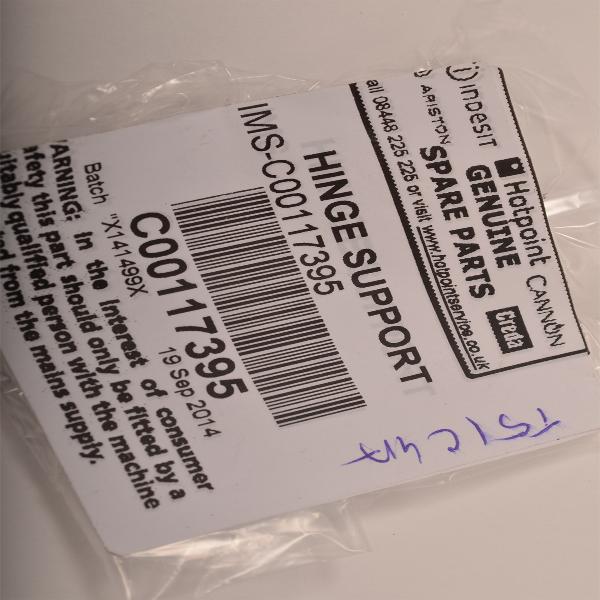 indesit Hotpoint CANNON
ARISTON GENUINE
SPARE PARTS Creda
all 08448 225 225 or visit www.hotpointservice.co.uk
HINGE SUPPORT
IMS-C00117395
C00117395
Batch "X141499X 19 Sep 2014
WARNING: In the interest of consumer
safety this part should only be fitted by a
suitably qualified person with the machine
from the mains supply.